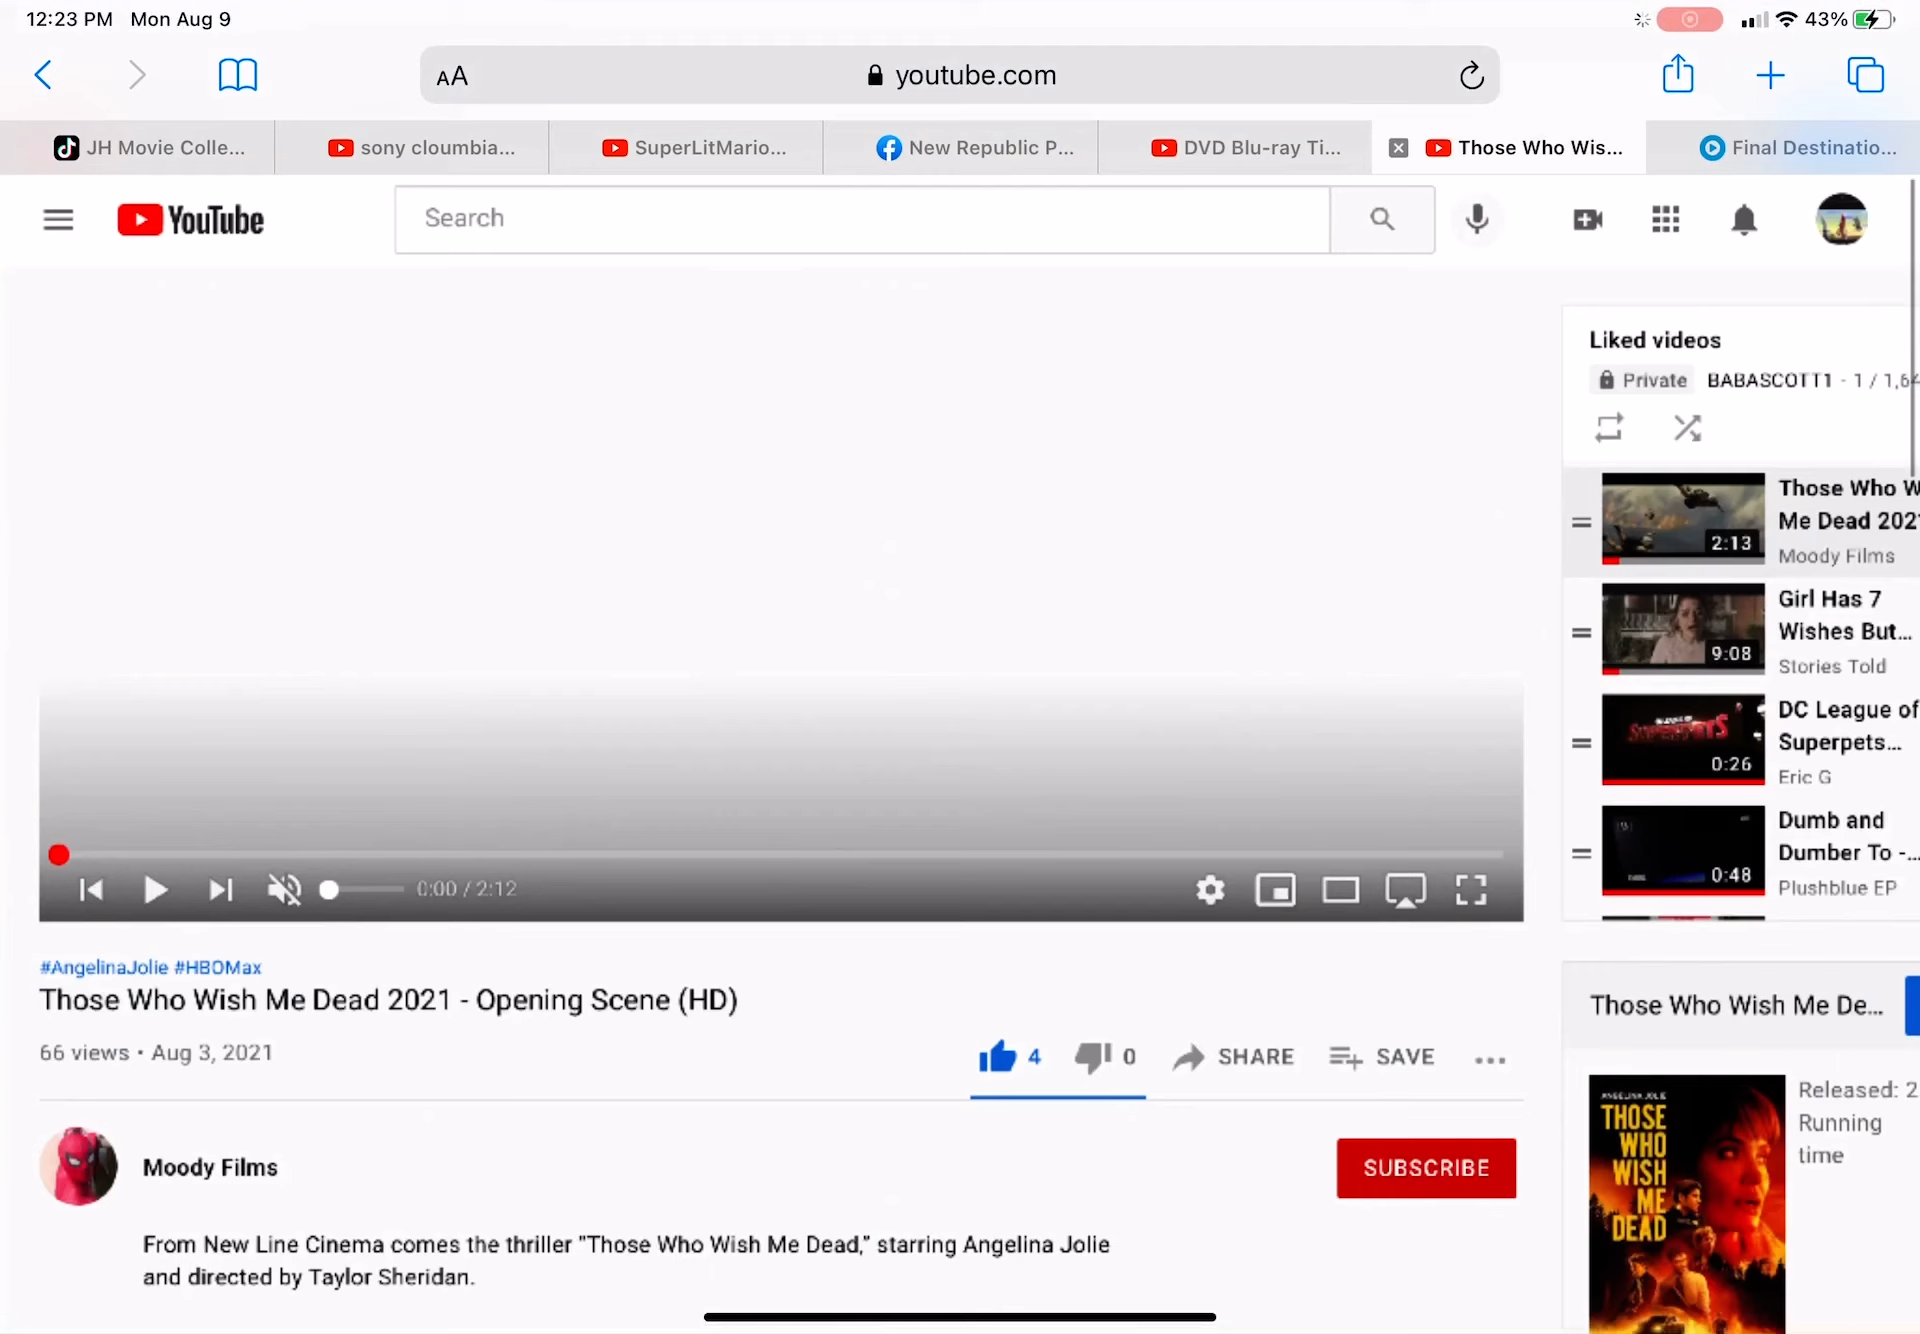 12:23 PM Mon Aug 9
43%
AA
youtube.com
JH Movie Colle...
sony cloumbia...
SuperLitMario...
New Republic P...
DVD Blu-ray Ti...
Those Who Wis...
Final Destinatio...
YouTube
Search
Liked videos
Private BABASCOTT1 - 1 / 1,64
Those Who W
Me Dead 202
2:13
Moody Films
Girl Has 7
Wishes But...
9:08
Stories Told
DC League of
Superpets...
0:26
Eric G
Dumb and
Dumber To -...
0:48
Plushblue EP
0:00 / 2:12
#AngelinaJolie #HBOMax
Those Who Wish Me Dead 2021 - Opening Scene (HD)
66 views • Aug 3, 2021
4
0
SHARE
SAVE
Moody Films
SUBSCRIBE
From New Line Cinema comes the thriller "Those Who Wish Me Dead," starring Angelina Jolie
and directed by Taylor Sheridan.
Those Who Wish Me De...
Released: 2
Running
time
ANGELINA JOLIE
THOSE
WHO
WISH
ME
DEAD